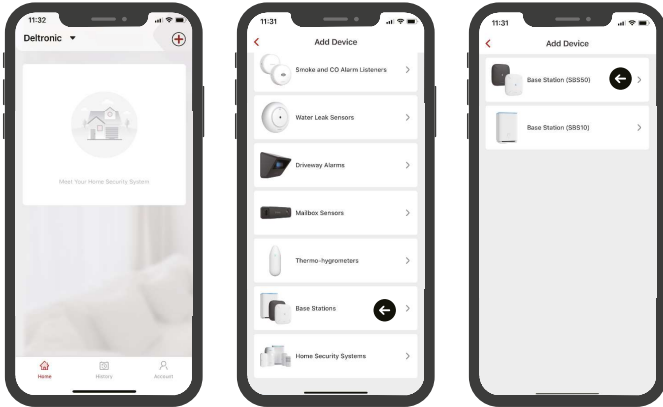 11:32
Deltronic
Meet Your Home Security System
Home
History
Account
11:31
Add Device
Smoke and CO Alarm Listeners
Water Leak Sensors
Driveway Alarms
Mailbox Sensors
Thermo-hygrometers
Base Stations
Home Security Systems
11:31
Add Device
Base Station (SBS50)
Base Station (SBS10)